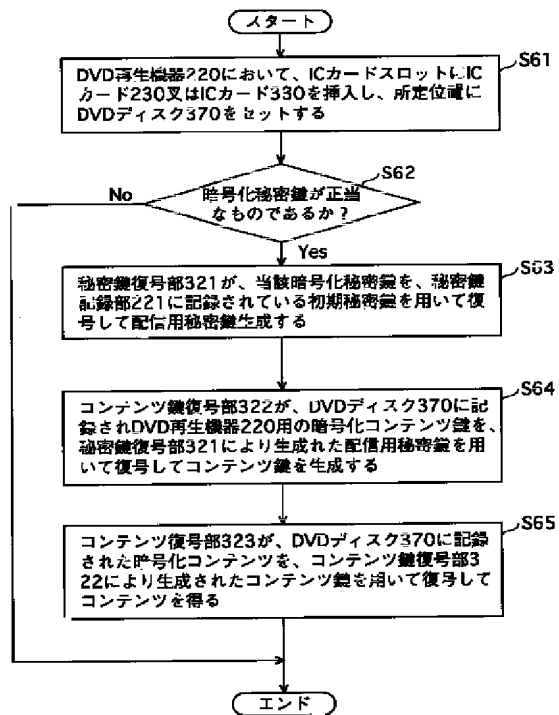 スタート
S61
DVD再生機器220において、ICカードスロットにIC
カード230又はICカード330を挿入し、所定位置に
DVDディスク370をセットする
S62
No
暗号化秘密鍵が正当
なものであるか？
Yes
S63
秘密鍵復号部321が、当該暗号化秘密鍵を、秘密鍵
記録部221に記録されている初期秘密鍵を用いて復
号して配信用秘密鍵生成する
S64
コンテンツ鍵復号部322が、DVDディスク370に記
録されDVD再生機器220用の暗号化コンテンツ鍵を、
秘密鍵復号部321により生成された配信用秘密鍵を用
いて復号してコンテンツ鍵を生成する
S65
コンテンツ復号部323が、DVDディスク370に記録
された暗号化コンテンツを、コンテンツ鍵復号部3
22により生成されたコンテンツ鍵を用いて復号して
コンテンツを得る
エンド